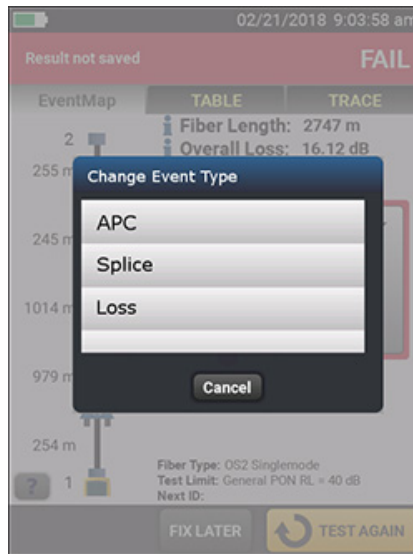 02/21/2018 9:03:58 am
Result not saved
FAIL
EventMap
TABLE
TRACE
Fiber Length: 2747 m
2
Overall Loss: 16.12 dB
255 m
Change Event Type
APC
Splice
245 m
Loss
1014 m
979 m
Cancel
254 m
Fiber Type: OS2 Singlemode
Test Limit: General PON RL = 40 dB
? 1
Next ID:
FIX LATER
TEST AGAIN